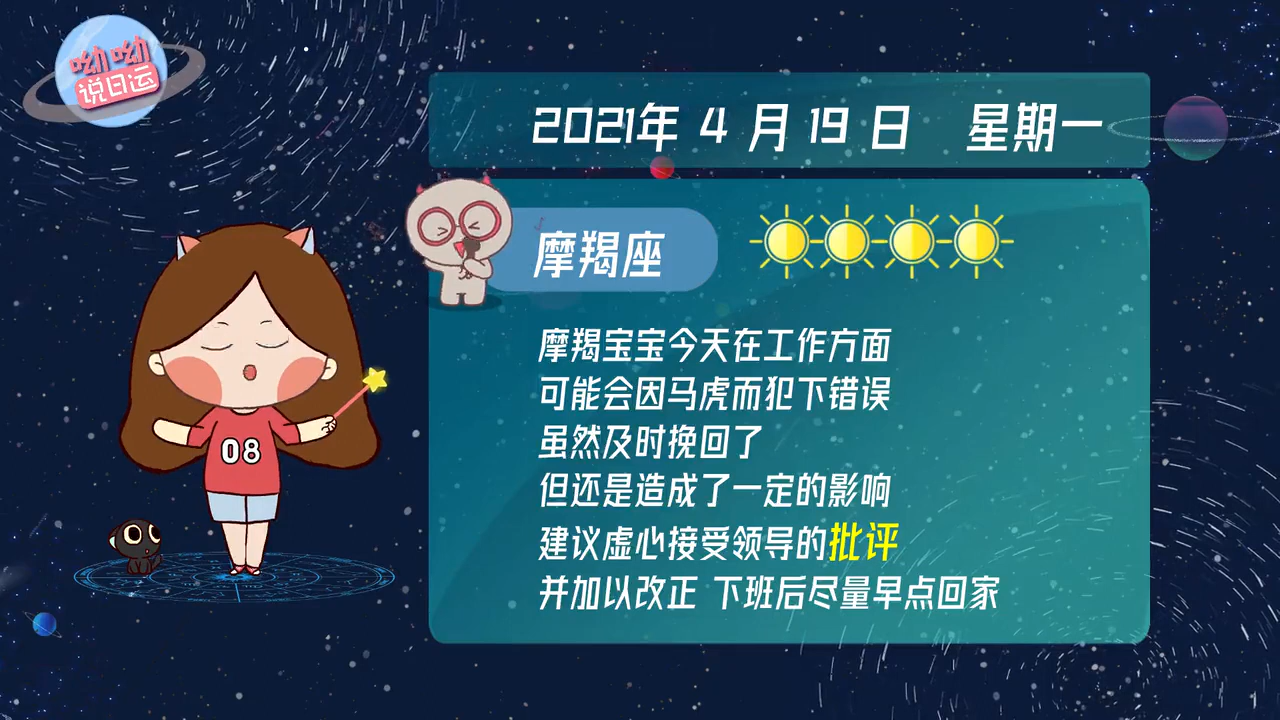 呦呦
说日运
2021年 4 月 19 日 星期一
摩羯座
摩羯宝宝今天在工作方面
可能会因马虎而犯下错误
虽然及时挽回了
但还是造成了一定的影响
建议虚心接受领导的批评
并加以改正 下班后尽量早点回家
08